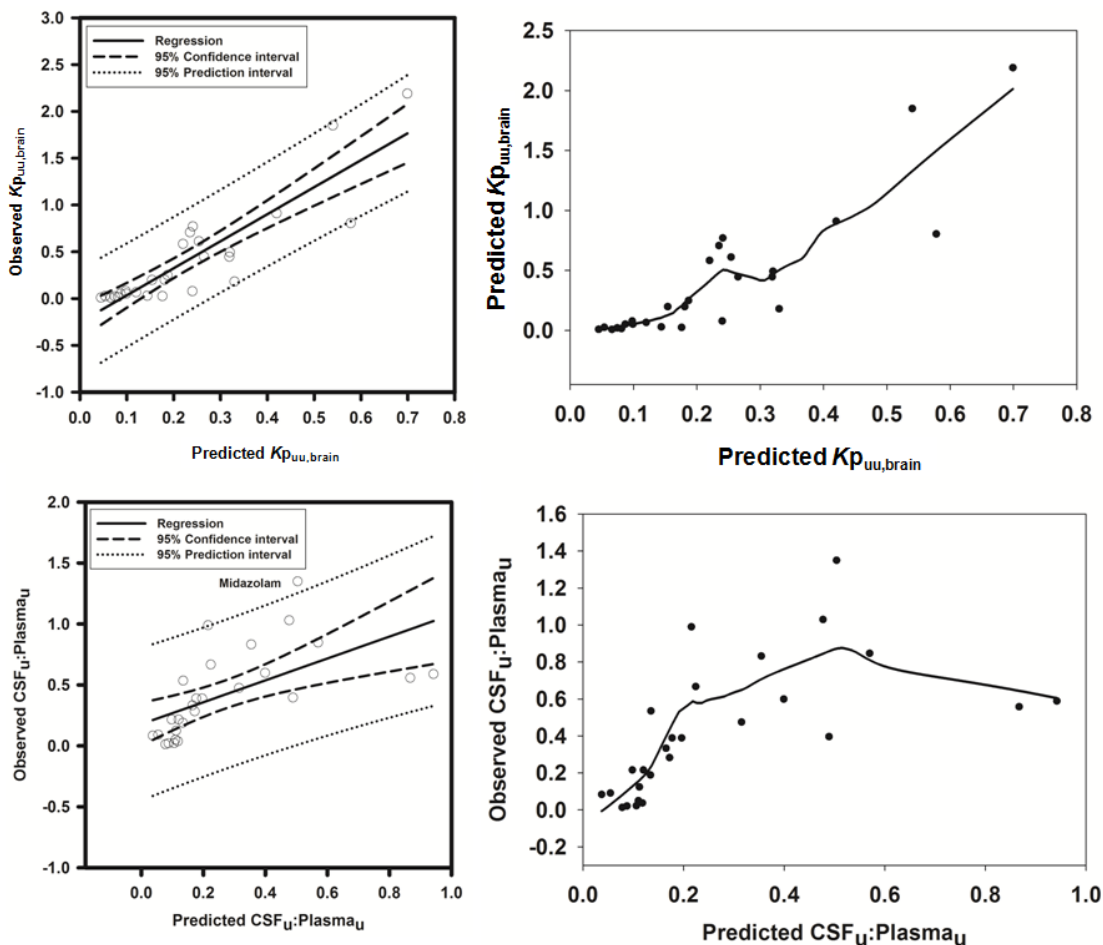 Regression
95% Confidence interval
95% Prediction interval
3.0
2.5
2.0
1.5
1.0
0.5
0.0
-0.5
-1.0
Observed Kpuu,brain
0.0 0.1 0.2 0.3 0.4 0.5 0.6 0.7 0.8
Predicted Kpuu,brain
2.5
2.0
1.5
1.0
0.5
0.0
Predicted Kpuu,brain
0.0 0.1 0.2 0.3 0.4 0.5 0.6 0.7 0.8
Predicted Kpuu,brain
Regression
95% Confidence interval
95% Prediction interval
Midazolam
2.0
1.5
1.0
0.5
0.0
-0.5
-1.0
Observed CSFU:PlasmaU
0.0 0.2 0.4 0.6 0.8 1.0
Predicted CSFU:PlasmaU
1.6
1.4
1.2
1.0
0.8
0.6
0.4
0.2
0.0
-0.2
Observed CSFU:PlasmaU
0.0 0.2 0.4 0.6 0.8 1.0
Predicted CSFU:PlasmaU